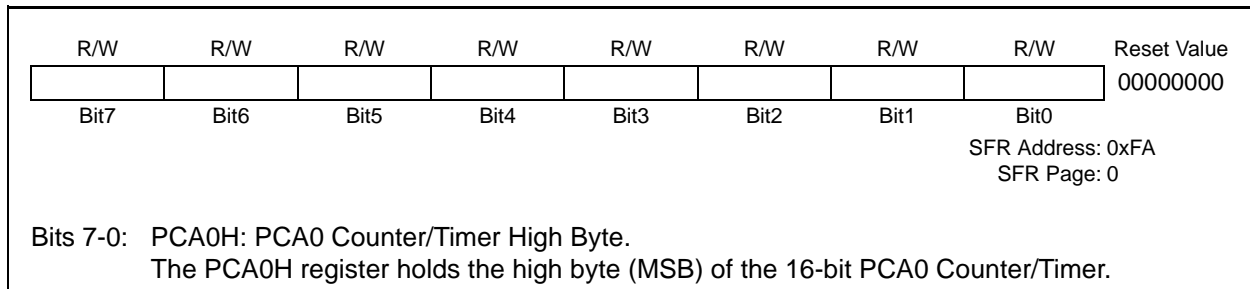 R/W R/W R/W R/W R/W R/W R/W R/W Reset Value
00000000
Bit7 Bit6 Bit5 Bit4 Bit3 Bit2 Bit1 Bit0
SFR Address: 0xFA
SFR Page: 0
Bits 7-0: PCA0H: PCA0 Counter/Timer High Byte.
The PCA0H register holds the high byte (MSB) of the 16-bit PCA0 Counter/Timer.